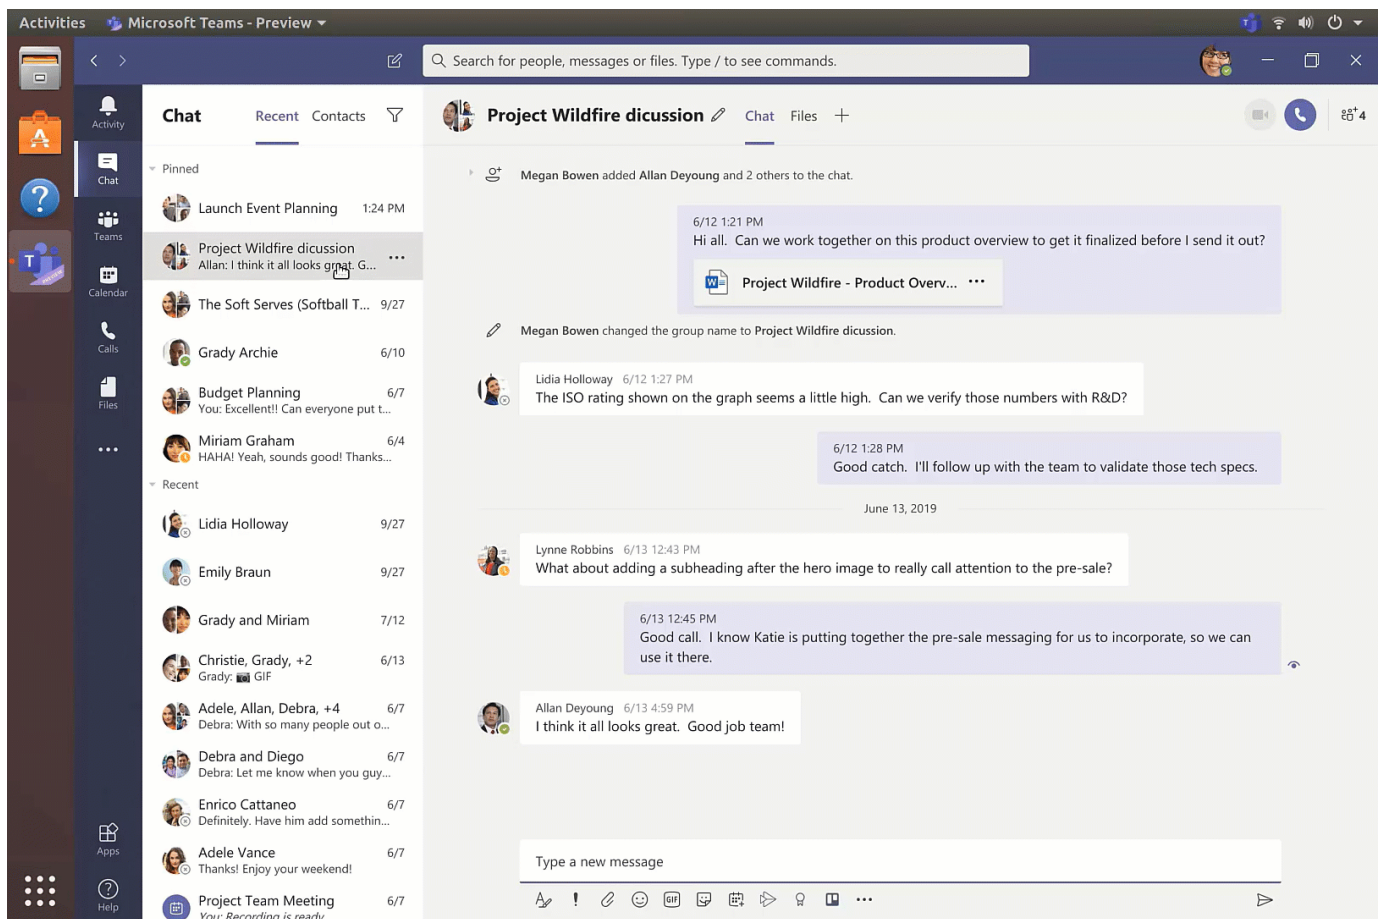 Activities
Microsoft Teams - Preview
Search for people, messages or files. Type / to see commands.
Activity
Chat
Teams
Calendar
Calls
Files
Apps
Help
PREVIEW
Chat
Recent
Contacts
Pinned
Launch Event Planning 1:24 PM
Project Wildfire dicussion
Allan: I think it all looks great. G...
The Soft Serves (Softball T... 9/27
Grady Archie 6/10
Budget Planning 6/7
You: Excellent!! Can everyone put t...
Miriam Graham 6/4
HAHA! Yeah, sounds good! Thanks...
Recent
Lidia Holloway 9/27
Emily Braun 9/27
Grady and Miriam 7/12
Christie, Grady, +2 6/13
Grady: 📷 GIF
Adele, Allan, Debra, +4 6/7
Debra: With so many people out o...
Debra and Diego 6/7
Debra: Let me know when you guy...
Enrico Cattaneo 6/7
Definitely. Have him add somethin...
Adele Vance 6/7
Thanks! Enjoy your weekend!
Project Team Meeting 6/7
You: Recording is ready
Project Wildfire dicussion
Chat
Files
4
Megan Bowen added Allan Deyoung and 2 others to the chat.
6/12 1:21 PM
Hi all. Can we work together on this product overview to get it finalized before I send it out?
Project Wildfire - Product Overv...
Megan Bowen changed the group name to Project Wildfire dicussion.
Lidia Holloway 6/12 1:27 PM
The ISO rating shown on the graph seems a little high. Can we verify those numbers with R&D?
6/12 1:28 PM
Good catch. I'll follow up with the team to validate those tech specs.
June 13, 2019
Lynne Robbins 6/13 12:43 PM
What about adding a subheading after the hero image to really call attention to the pre-sale?
6/13 12:45 PM
Good call. I know Katie is putting together the pre-sale messaging for us to incorporate, so we can
use it there.
Allan Deyoung 6/13 4:59 PM
I think it all looks great. Good job team!
Type a new message
GIF